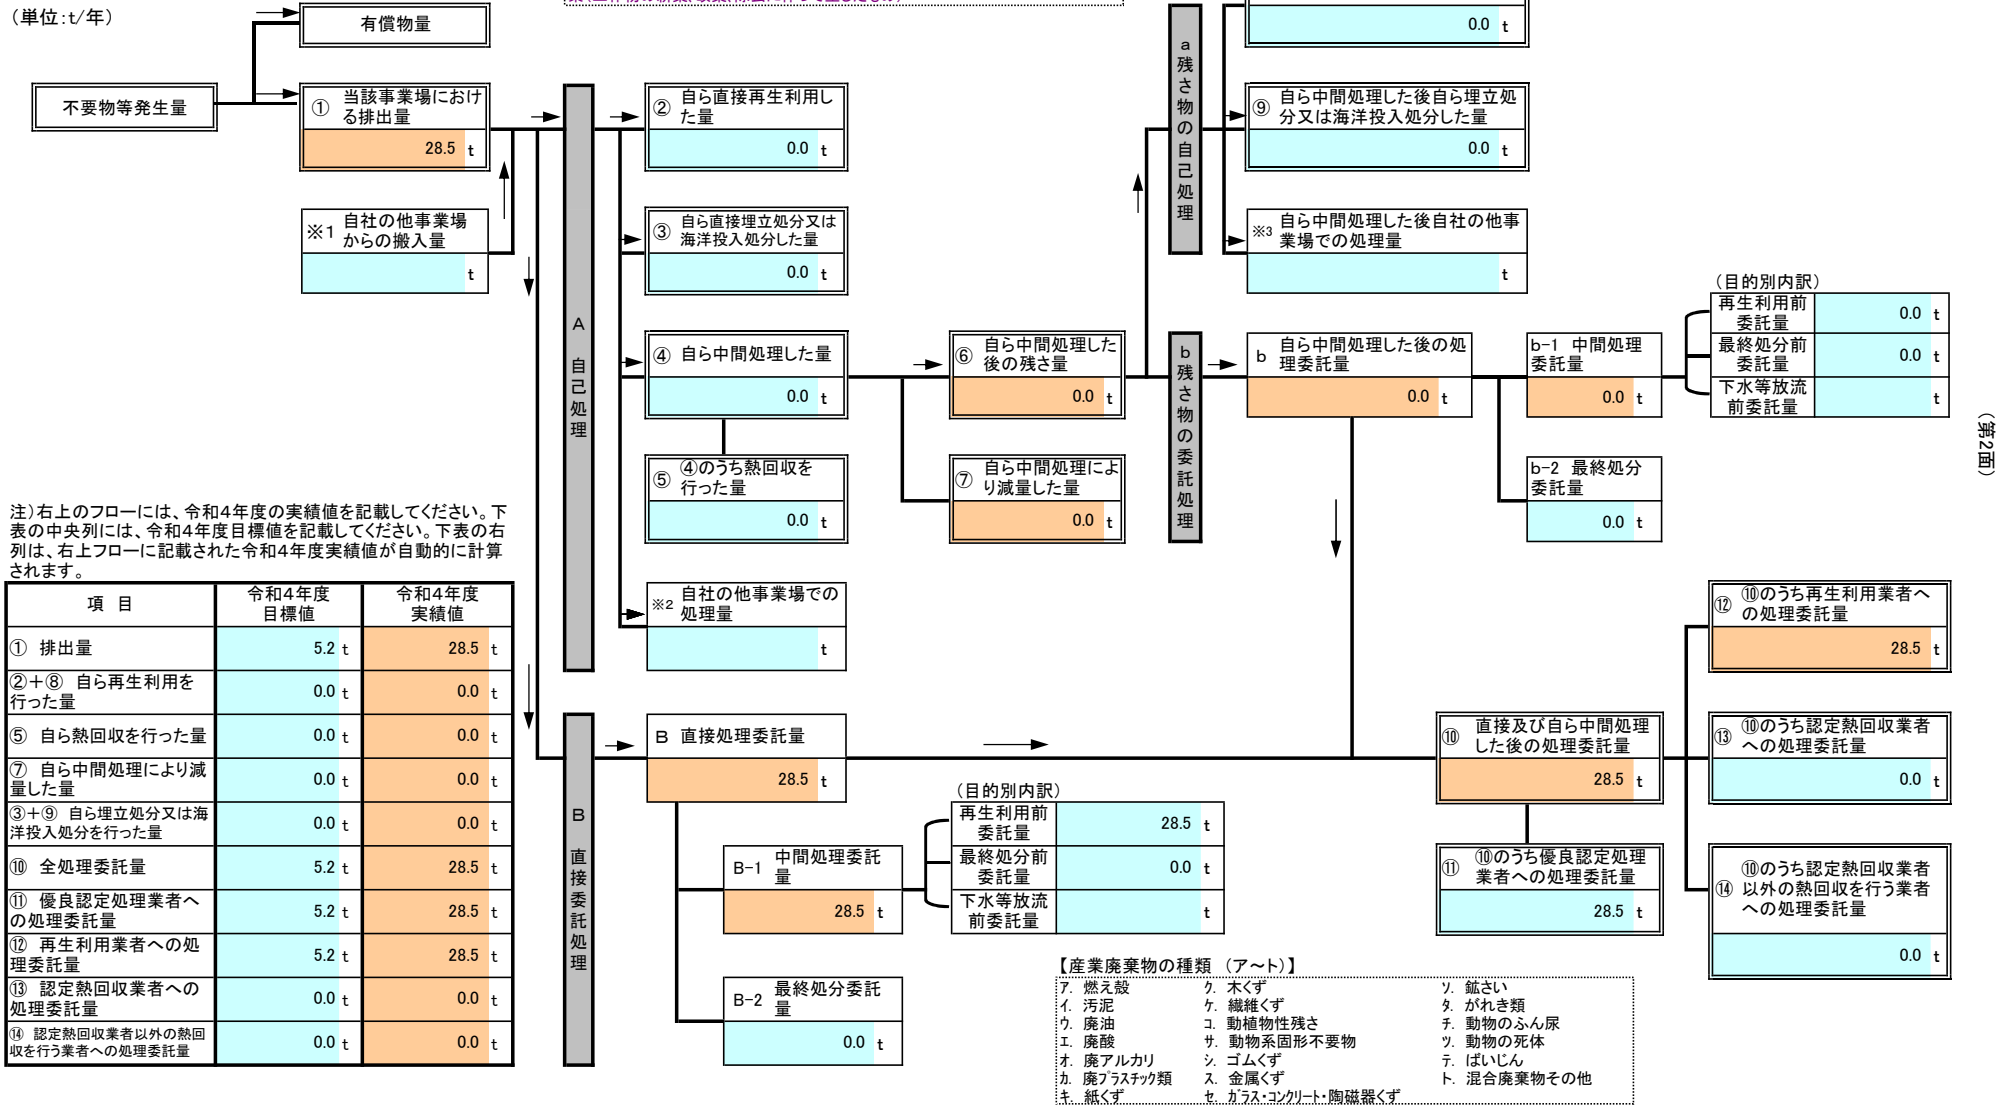 (単位:t/年)
有償物量
不要物等発生量
① 当該事業場におけ
る排出量
28.5 t
※1 自社の他事業場
からの搬入量
t
A 自己処理
② 自ら直接再生利用し
た量
0.0 t
③ 自ら直接埋立処分又は
海洋投入処分した量
0.0 t
④ 自ら中間処理した量
0.0 t
⑤ ④のうち熱回収を
行った量
0.0 t
※2 自社の他事業場での
処理量
t
⑥ 自ら中間処理した
後の残さ量
0.0 t
⑦ 自ら中間処理によ
り減量した量
0.0 t
a 残さ物の自己処理
0.0 t
⑨ 自ら中間処理した後自ら埋立処
分又は海洋投入処分した量
0.0 t
※3 自ら中間処理した後自社の他事
業場での処理量
t
b 残さ物の委託処理
b 自ら中間処理した後の処
理委託量
0.0 t
b-1 中間処理
委託量
0.0 t
b-2 最終処分
委託量
0.0 t
(目的別内訳)
再生利用前
委託量
0.0 t
最終処分前
委託量
0.0 t
下水等放流
前委託量
t
(第2面)
注)右上のフローには、令和4年度の実績値を記載してください。下
表の中央列には、令和4年度目標値を記載してください。下表の右
列は、右上フローに記載された令和4年度実績値が自動的に計算
されます。
項 目 令和4年度 目標値 令和4年度 実績値
① 排出量 5.2 t 28.5 t
②+⑧ 自ら再生利用を
行った量 0.0 t 0.0 t
⑤ 自ら熱回収を行った量 0.0 t 0.0 t
⑦ 自ら中間処理により減
量した量 0.0 t 0.0 t
③+⑨ 自ら埋立処分又は海
洋投入処分を行った量 0.0 t 0.0 t
⑩ 全処理委託量 5.2 t 28.5 t
⑪ 優良認定処理業者へ
の処理委託量 5.2 t 28.5 t
⑫ 再生利用業者への処
理委託量 5.2 t 28.5 t
⑬ 認定熱回収業者への
処理委託量 0.0 t 0.0 t
⑭ 認定熱回収業者以外の熱回
収を行う業者への処理委託量 0.0 t 0.0 t
B 直接委託処理
B 直接処理委託量
28.5 t
B-1 中間処理委託
量
28.5 t
B-2 最終処分委託
量
0.0 t
(目的別内訳)
再生利用前
委託量
28.5 t
最終処分前
委託量
0.0 t
下水等放流
前委託量
t
⑩ 直接及び自ら中間処理
した後の処理委託量
28.5 t
⑪ ⑩のうち優良認定処理
業者への処理委託量
28.5 t
⑫ ⑩のうち再生利用業者へ
の処理委託量
28.5 t
⑬ ⑩のうち認定熱回収業者
への処理委託量
0.0 t
⑭ ⑩のうち認定熱回収業者
以外の熱回収を行う業者
への処理委託量
0.0 t
【産業廃棄物の種類 (ア~ト)】
ア. 燃え殻 ク. 木くず ソ. 鉱さい
イ. 汚泥 ケ. 繊維くず タ. がれき類
ウ. 廃油 コ. 動植物性残さ チ. 動物のふん尿
エ. 廃酸 サ. 動物系固形不要物 ツ. 動物の死体
オ. 廃アルカリ シ. ゴムくず テ. ばいじん
カ. 廃プラスチック類 ス. 金属くず ト. 混合廃棄物その他
キ. 紙くず セ. ガラス・コンクリート・陶磁器くず